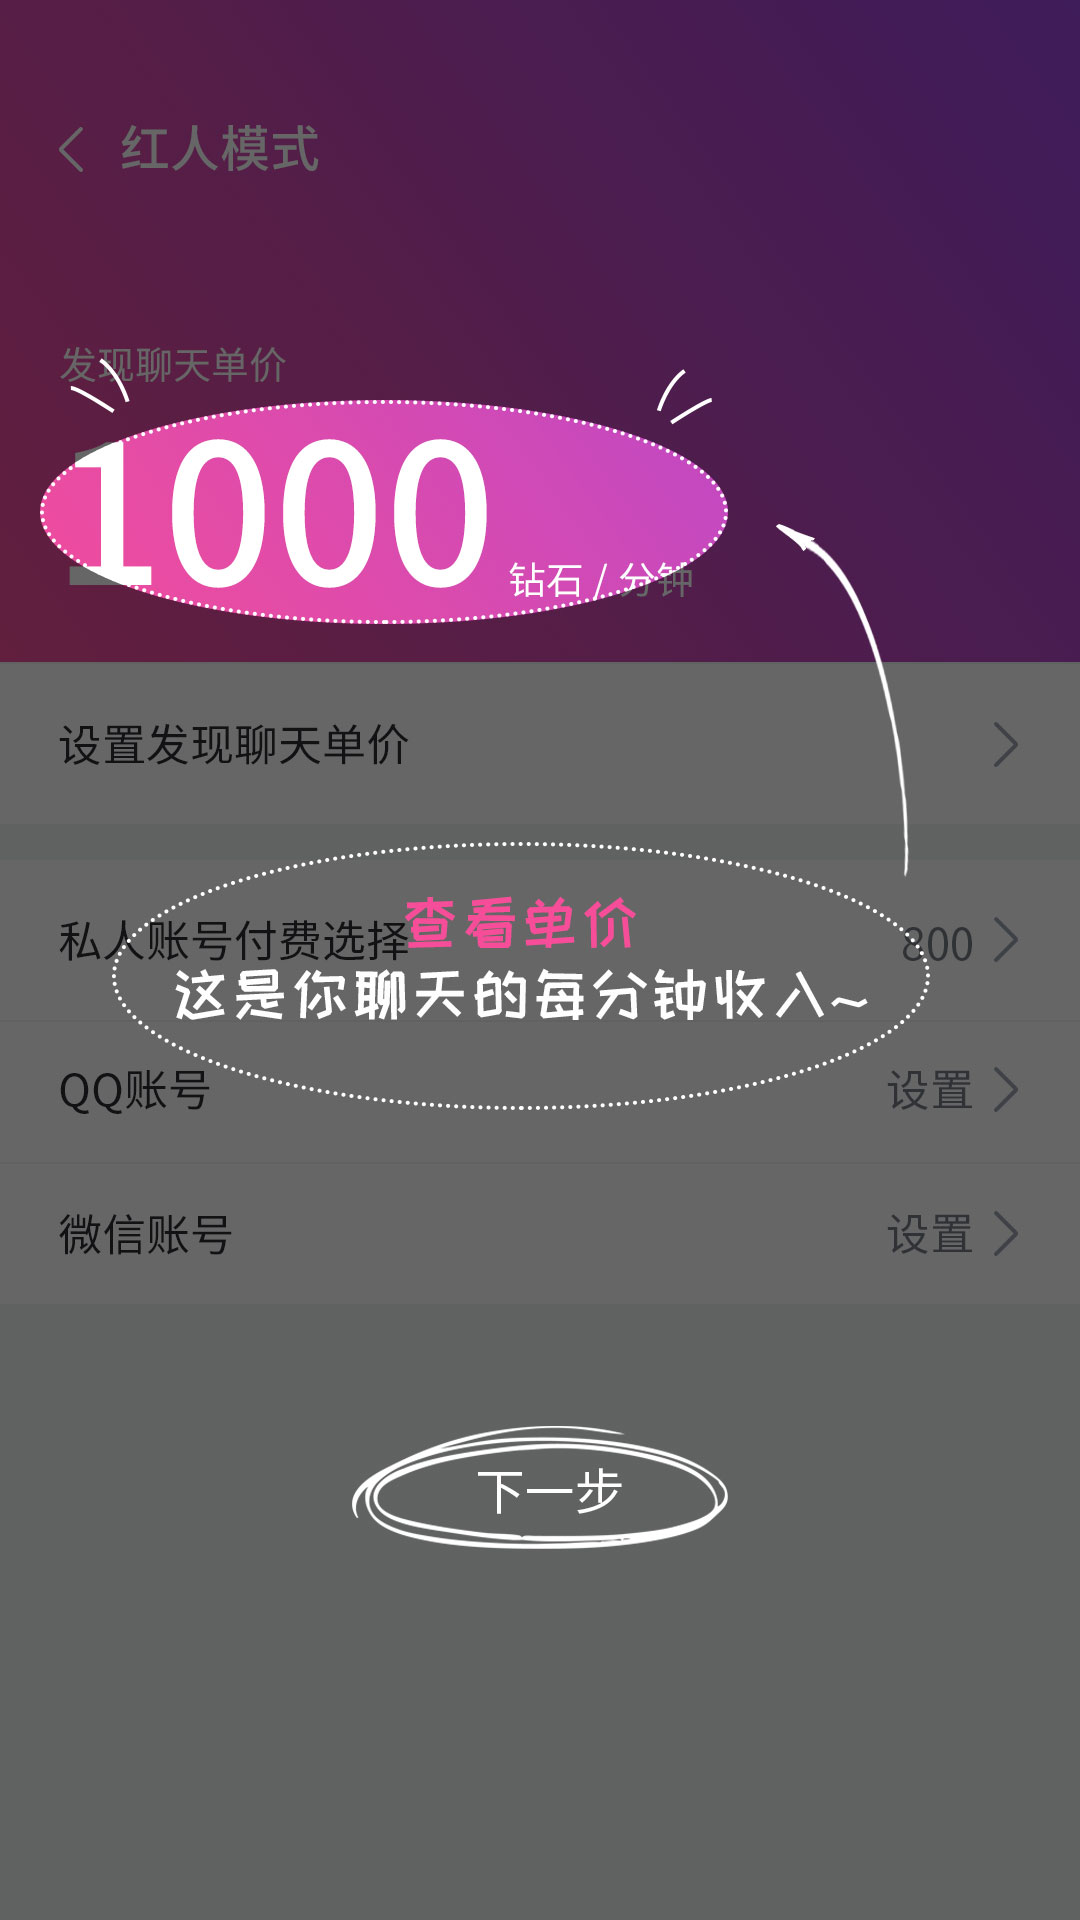 红人模式
发现聊天单价
1000 钻石 / 分钟
设置发现聊天单价
查看单价
私人账号付费选择 800
这是你聊天的每分钟收入~
QQ账号 设置
微信账号 设置
下一步